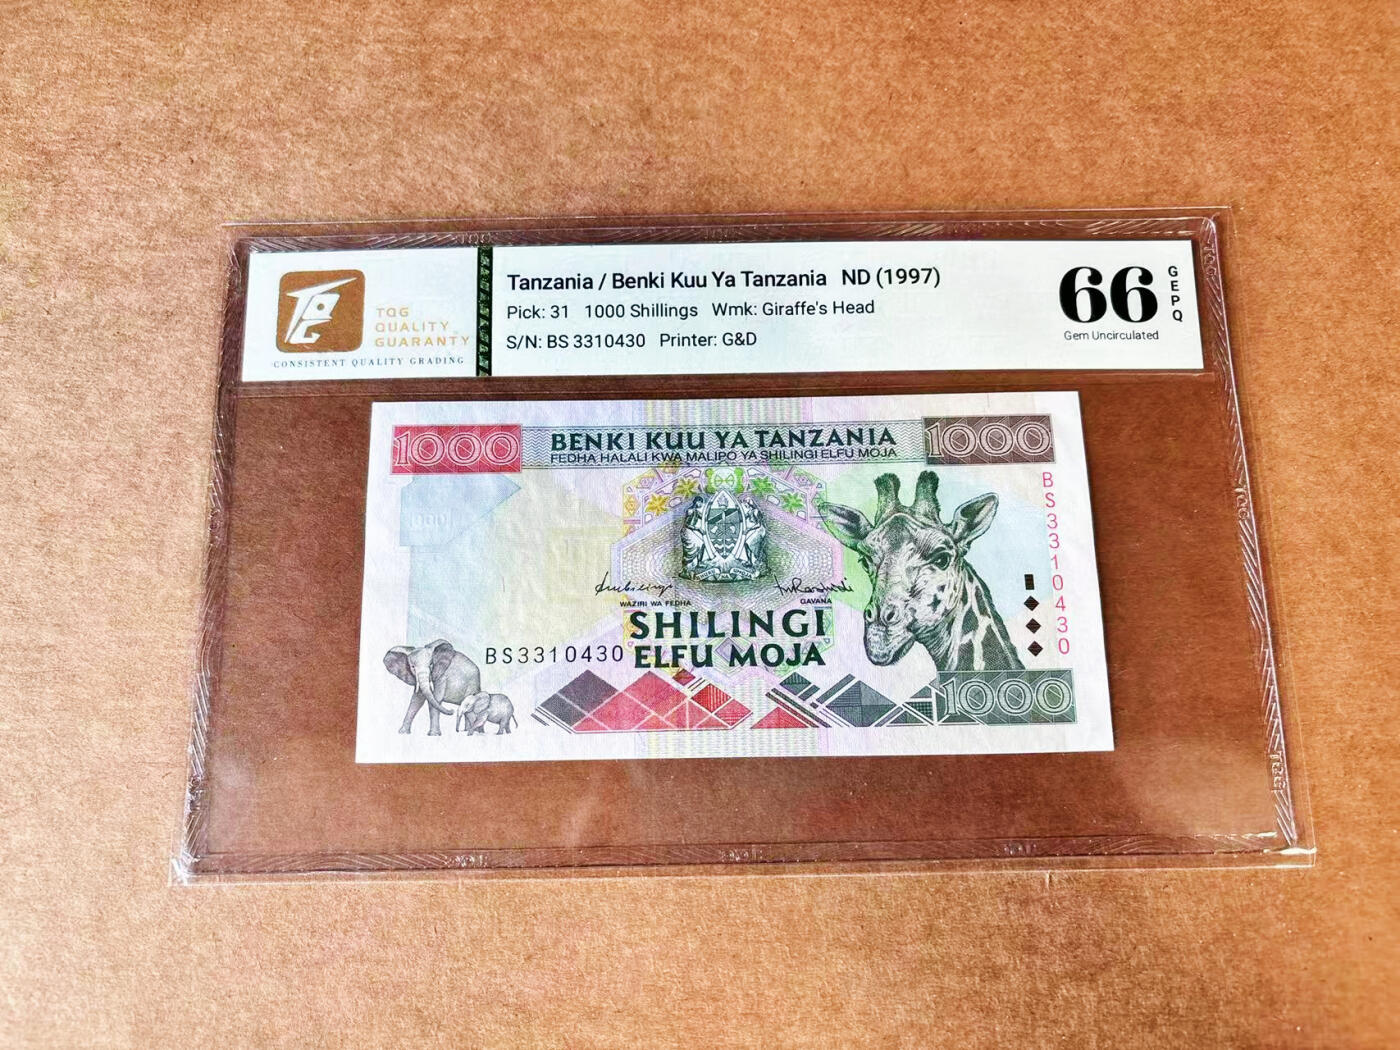 TQG
QUALITY
GUARANTY
CONSISTENT QUALITY GRADING
Tanzania / Benki Kuu Ya Tanzania ND (1997)
Pick: 31 1000 Shillings Wmk: Giraffe's Head
S/N: BS 3310430 Printer: G&D
66
GEPQ
Gem Uncirculated
1000
BENKI KUU YA TANZANIA
FEDHA HALALI KWA MALIPO YA SHILINGI ELFU MOJA
1000
BS3310430
WAZIRI WA FEDHA
GAVANA
SHILINGI
ELFU MOJA
BS3310430
1000